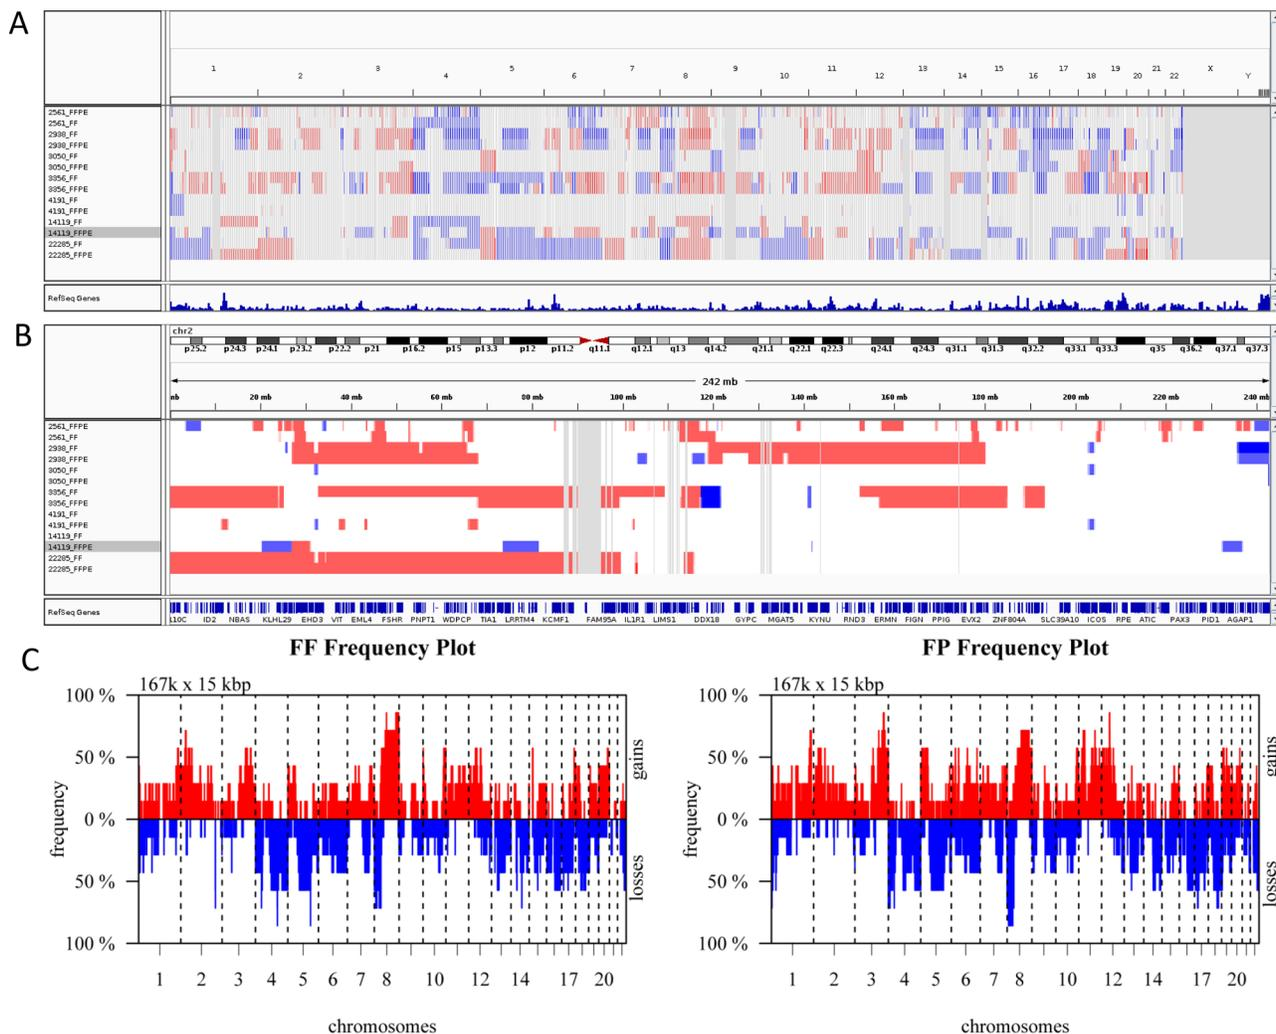 A
1 2 3 4 5 6 7 8 9 10 11 12 13 14 15 16 17 18 19 20 21 22 X Y
2561_FFPE
2561_FF
2938_FF
2938_FFPE
3050_FF
3050_FFPE
3356_FF
3356_FFPE
4191_FF
4191_FFPE
14119_FF
14119_FFPE
22285_FF
22285_FFPE
RefSeq Genes
B
chr2
p25.2 p24.3 p24.1 p23.2 p22.2 p21 p16.2 p15 p13.3 p12 p11.2 q11.1 q12.1 q13 q14.2 q21.1 q22.1 q22.3 q24.1 q24.3 q31.1 q31.3 q32.2 q33.1 q33.3 q35 q36.2 q37.1 q37.3
242 mb
mb 20 mb 40 mb 60 mb 80 mb 100 mb 120 mb 140 mb 160 mb 180 mb 200 mb 220 mb 240 mb
2561_FFPE
2561_FF
2938_FF
2938_FFPE
3050_FF
3050_FFPE
3356_FF
3356_FFPE
4191_FF
4191_FFPE
14119_FF
14119_FFPE
22285_FF
22285_FFPE
RefSeq Genes
ID2 NBAS KLHL29 EHD3 VIT EML4 FSHR PNPT1 WDPCP TIA1 LRRTM4 KCMF1 FAM95A IL1R1 LIMS1 DDX18 GYPC MGAT5 KYNU RND3 ERMN FIGN PPIG EVX2 ZNF804A SLC39A10 ICOS RPE ATIC PAX3 PID1 AGAP1
C
FF Frequency Plot
167k x 15 kbp
100 %
50 %
0 %
50 %
100 %
frequency
gains
losses
1 2 3 4 5 6 7 8 10 12 14 17 20
chromosomes
FP Frequency Plot
167k x 15 kbp
100 %
50 %
0 %
50 %
100 %
frequency
gains
losses
1 2 3 4 5 6 7 8 10 12 14 17 20
chromosomes